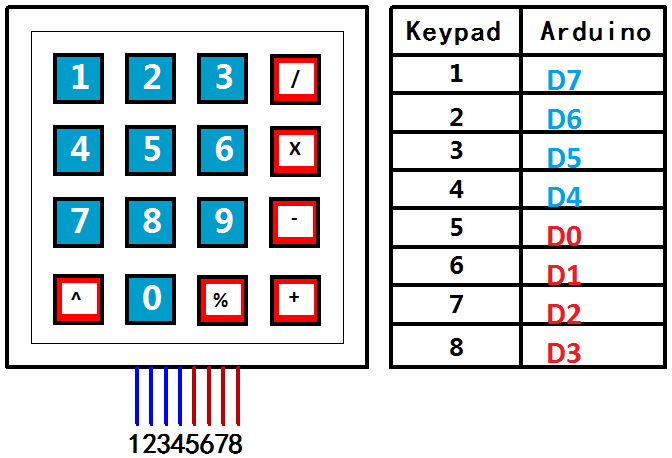 1 2 3 /
4 5 6 X
7 8 9 -
^ 0 % +
12345678
Keypad Arduino
1 D7
2 D6
3 D5
4 D4
5 D0
6 D1
7 D2
8 D3